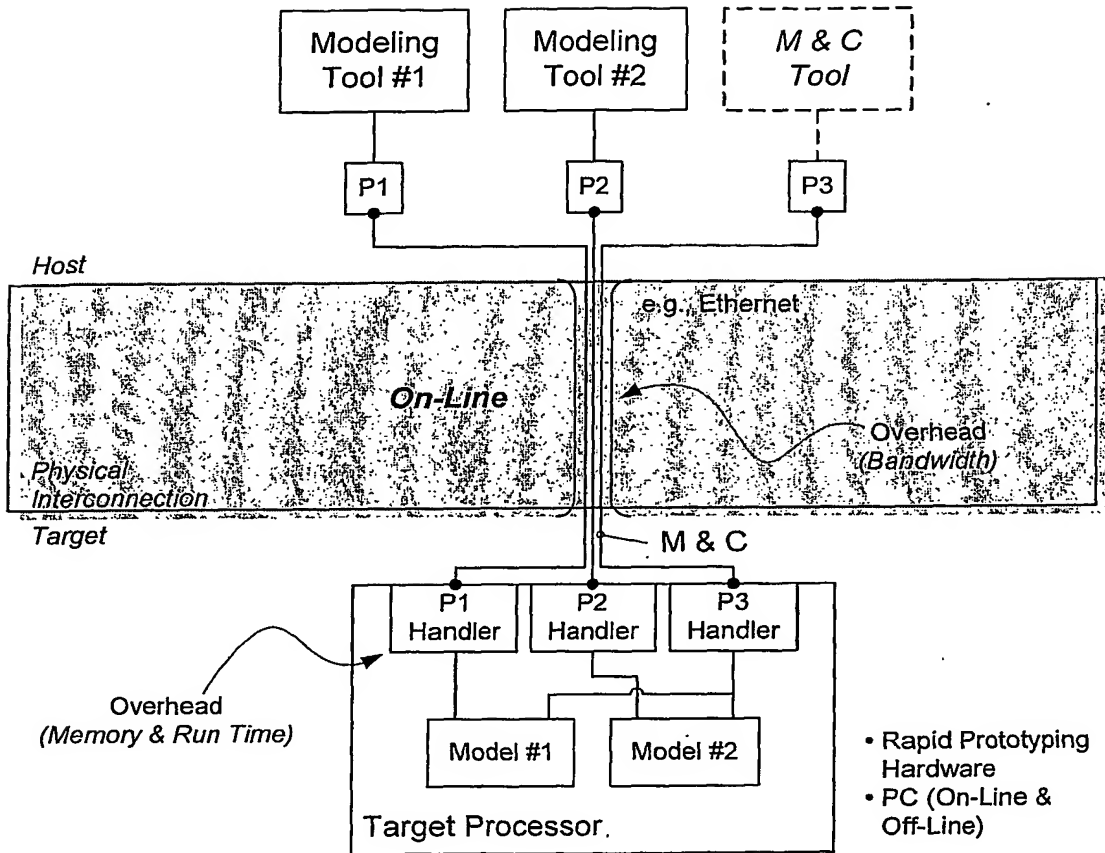 Modeling
Tool #1
Modeling
Tool #2
M & C
Tool
P1
P2
P3
Host
e.g., Ethernet
On-Line
Overhead
(Bandwidth)
Physical
Interconnection
Target
M & C
P1
Handler
P2
Handler
P3
Handler
Overhead
(Memory & Run Time)
Model #1
Model #2
• Rapid Prototyping
Hardware
• PC (On-Line &
Off-Line)
Target Processor.